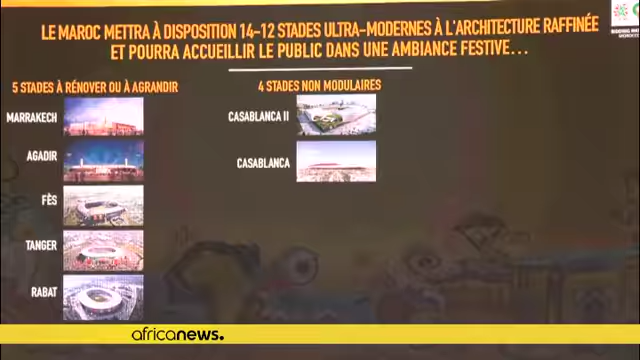 LE MAROC METTRA À DISPOSITION 14-12 STADES ULTRA-MODERNES À L'ARCHITECTURE RAFFINÉE
ET POURRA ACCUEILLIR LE PUBLIC DANS UNE AMBIANCE FESTIVE...
5 STADES À RÉNOVER OU À AGRANDIR
4 STADES NON MODULAIRES
MARRAKECH
CASABLANCA II
AGADIR
CASABLANCA
FÈS
TANGER
RABAT
africanews.